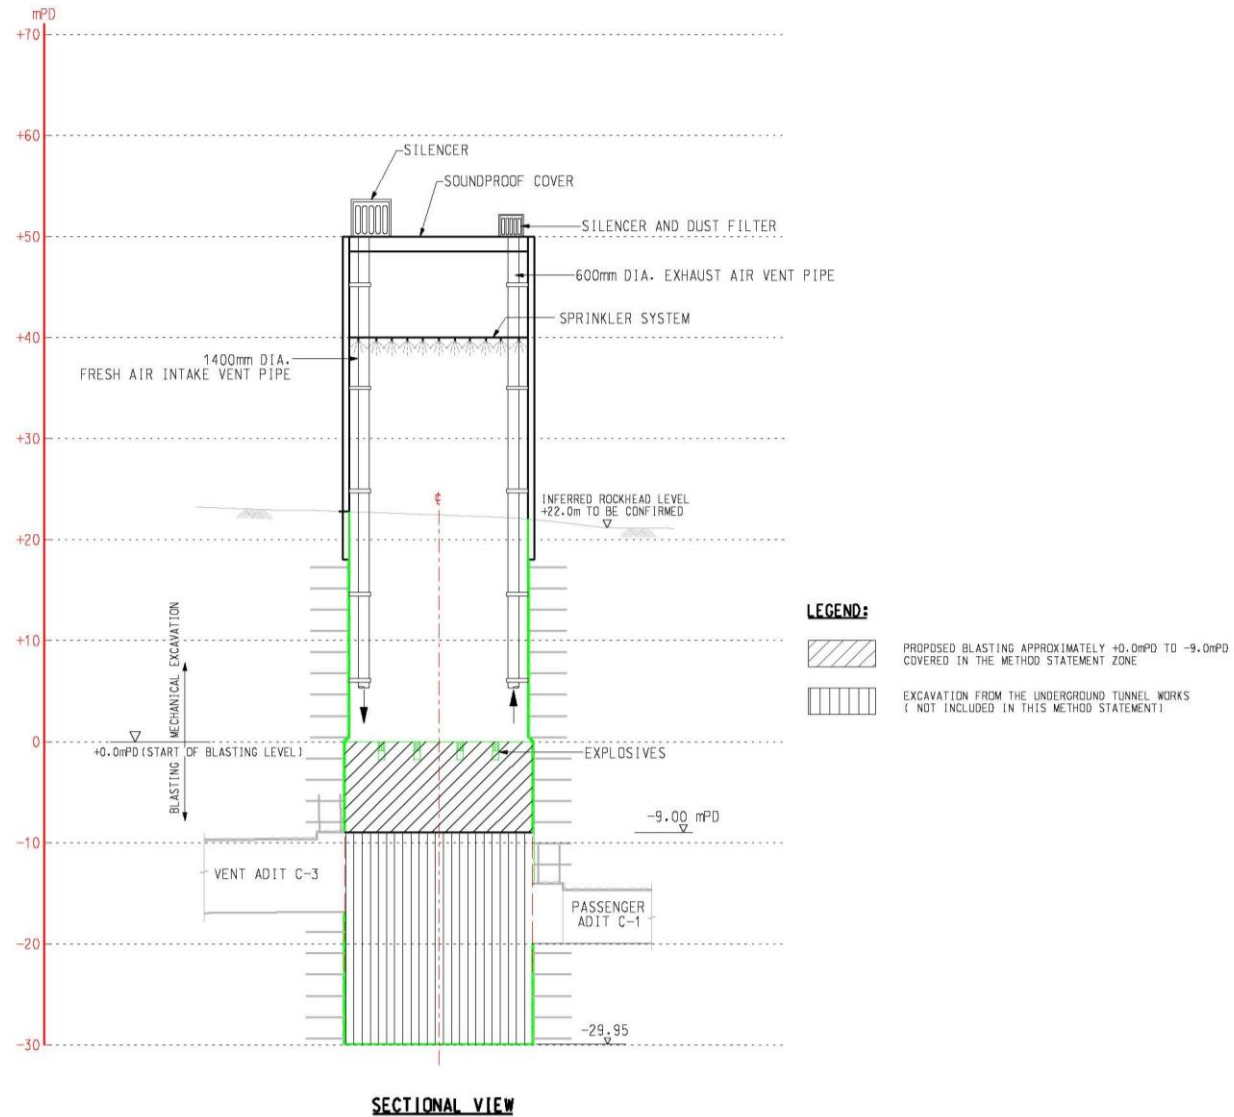 mPD
+70
+60
SILENCER
SOUNDPROOF COVER
SILENCER AND DUST FILTER
+50
600mm DIA. EXHAUST AIR VENT PIPE
SPRINKLER SYSTEM
+40
1400mm DIA.
FRESH AIR INTAKE VENT PIPE
+30
INFERRED ROCKHEAD LEVEL
+22.0m TO BE CONFIRMED
+20
+10
MECHANICAL EXCAVATION
BLASTING
0
+0.0mPD(START OF BLASTING LEVEL)
EXPLOSIVES
-9.00 mPD
-10
VENT ADIT C-3
PASSENGER
ADIT C-1
-20
-29.95
-30
SECTIONAL VIEW
LEGEND:
PROPOSED BLASTING APPROXIMATELY +0.0mPD TO -9.0mPD
COVERED IN THE METHOD STATEMENT ZONE
EXCAVATION FROM THE UNDERGROUND TUNNEL WORKS
( NOT INCLUDED IN THIS METHOD STATEMENT)